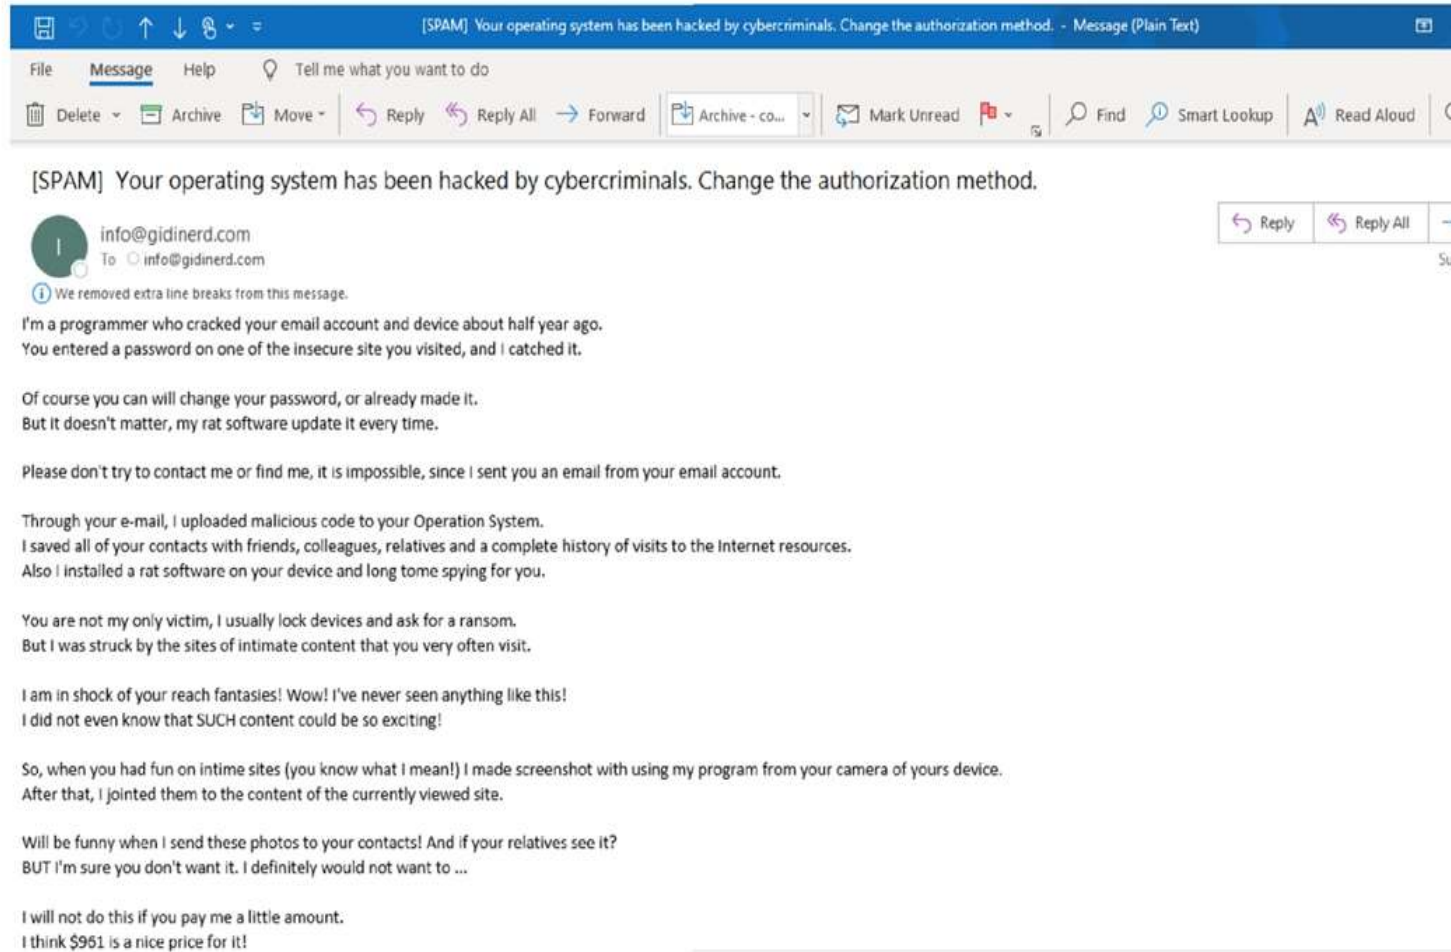 [SPAM] Your operating system has been hacked by cybercriminals. Change the authorization method. - Message (Plain Text)
File Message Help Tell me what you want to do
Delete Archive Move Reply Reply All Forward Archive - co... Mark Unread Find Smart Lookup Read Aloud
[SPAM] Your operating system has been hacked by cybercriminals. Change the authorization method.
Reply Reply All
I
info@gidinerd.com
To info@gidinerd.com
Su
We removed extra line breaks from this message.
I'm a programmer who cracked your email account and device about half year ago.
You entered a password on one of the insecure site you visited, and I catched it.
Of course you can will change your password, or already made it.
But it doesn't matter, my rat software update it every time.
Please don't try to contact me or find me, it is impossible, since I sent you an email from your email account.
Through your e-mail, I uploaded malicious code to your Operation System.
I saved all of your contacts with friends, colleagues, relatives and a complete history of visits to the Internet resources.
Also I installed a rat software on your device and long tome spying for you.
You are not my only victim, I usually lock devices and ask for a ransom.
But I was struck by the sites of intimate content that you very often visit.
I am in shock of your reach fantasies! Wow! I've never seen anything like this!
I did not even know that SUCH content could be so exciting!
So, when you had fun on intime sites (you know what I mean!) I made screenshot with using my program from your camera of yours device.
After that, I jointed them to the content of the currently viewed site.
Will be funny when I send these photos to your contacts! And if your relatives see it?
BUT I'm sure you don't want it. I definitely would not want to ...
I will not do this if you pay me a little amount.
I think $961 is a nice price for it!